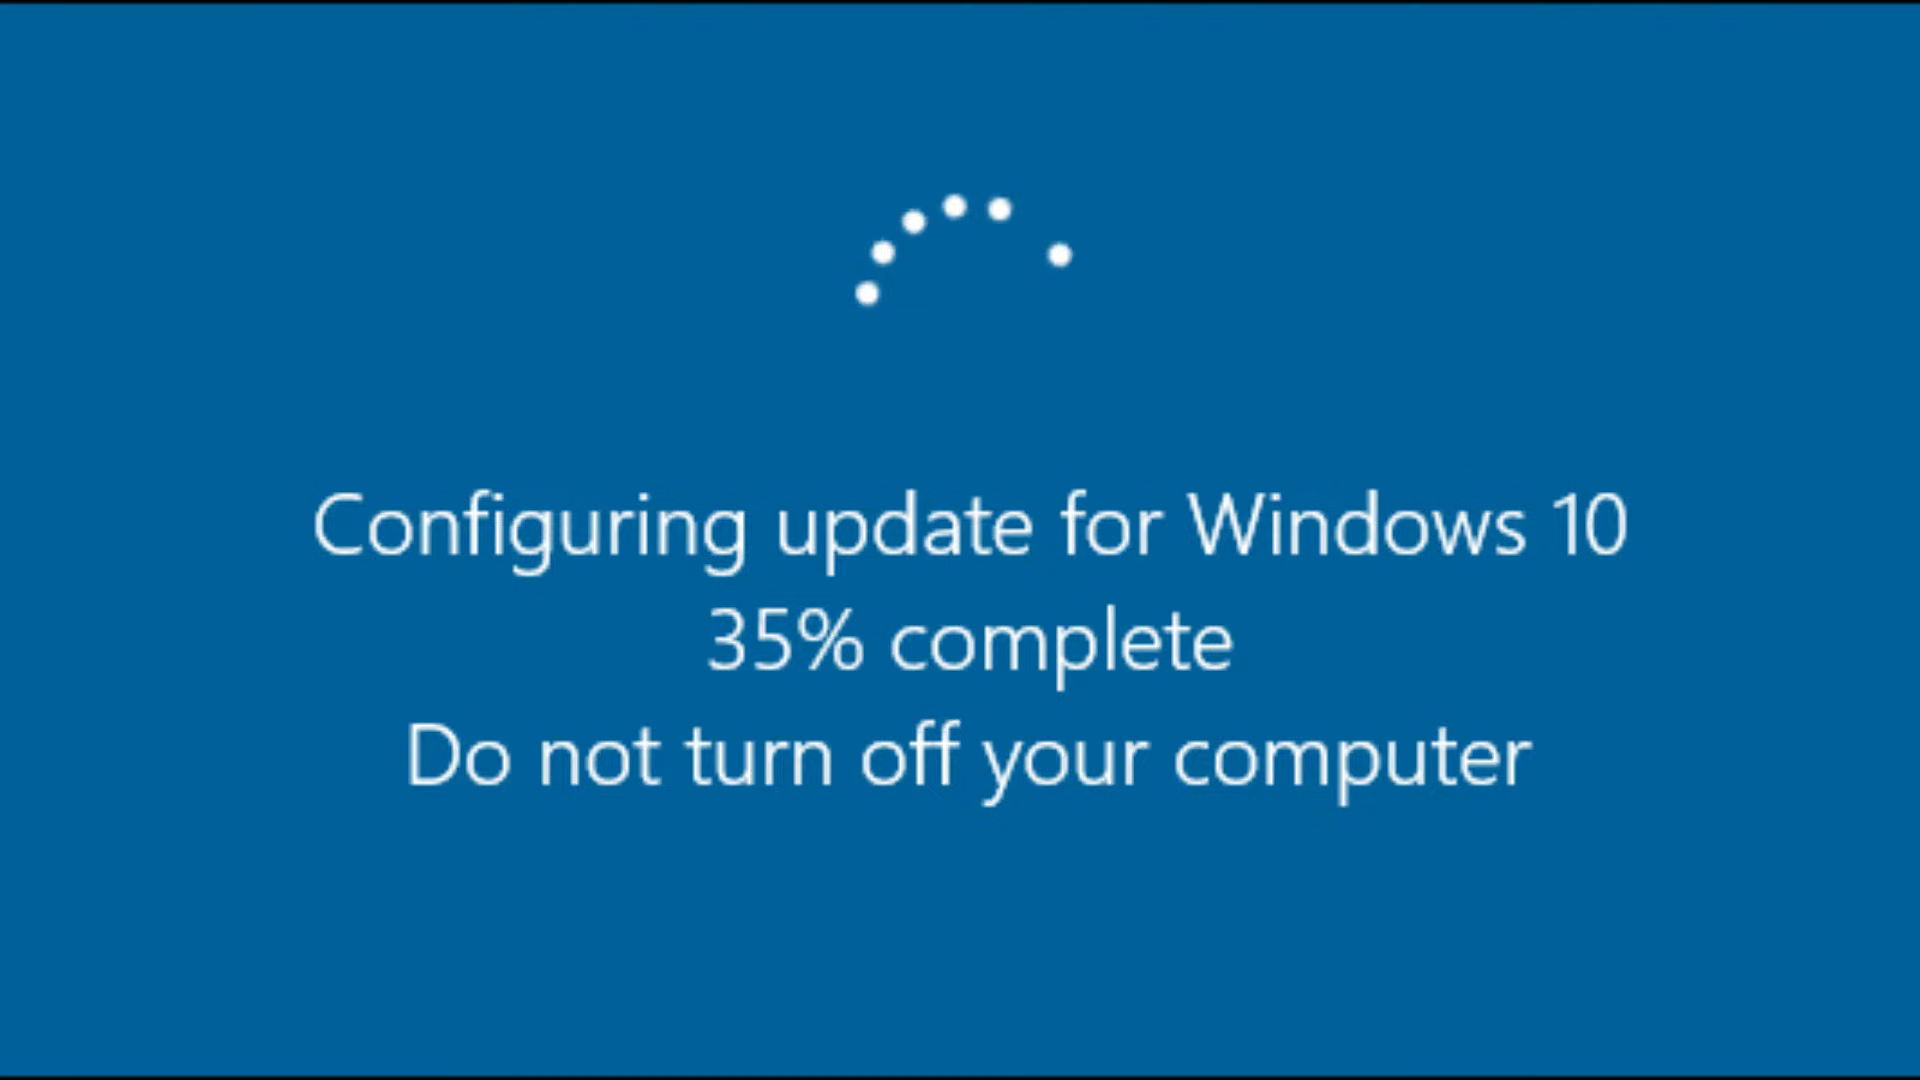 Configuring update for Windows 10
35% complete
Do not turn off your computer